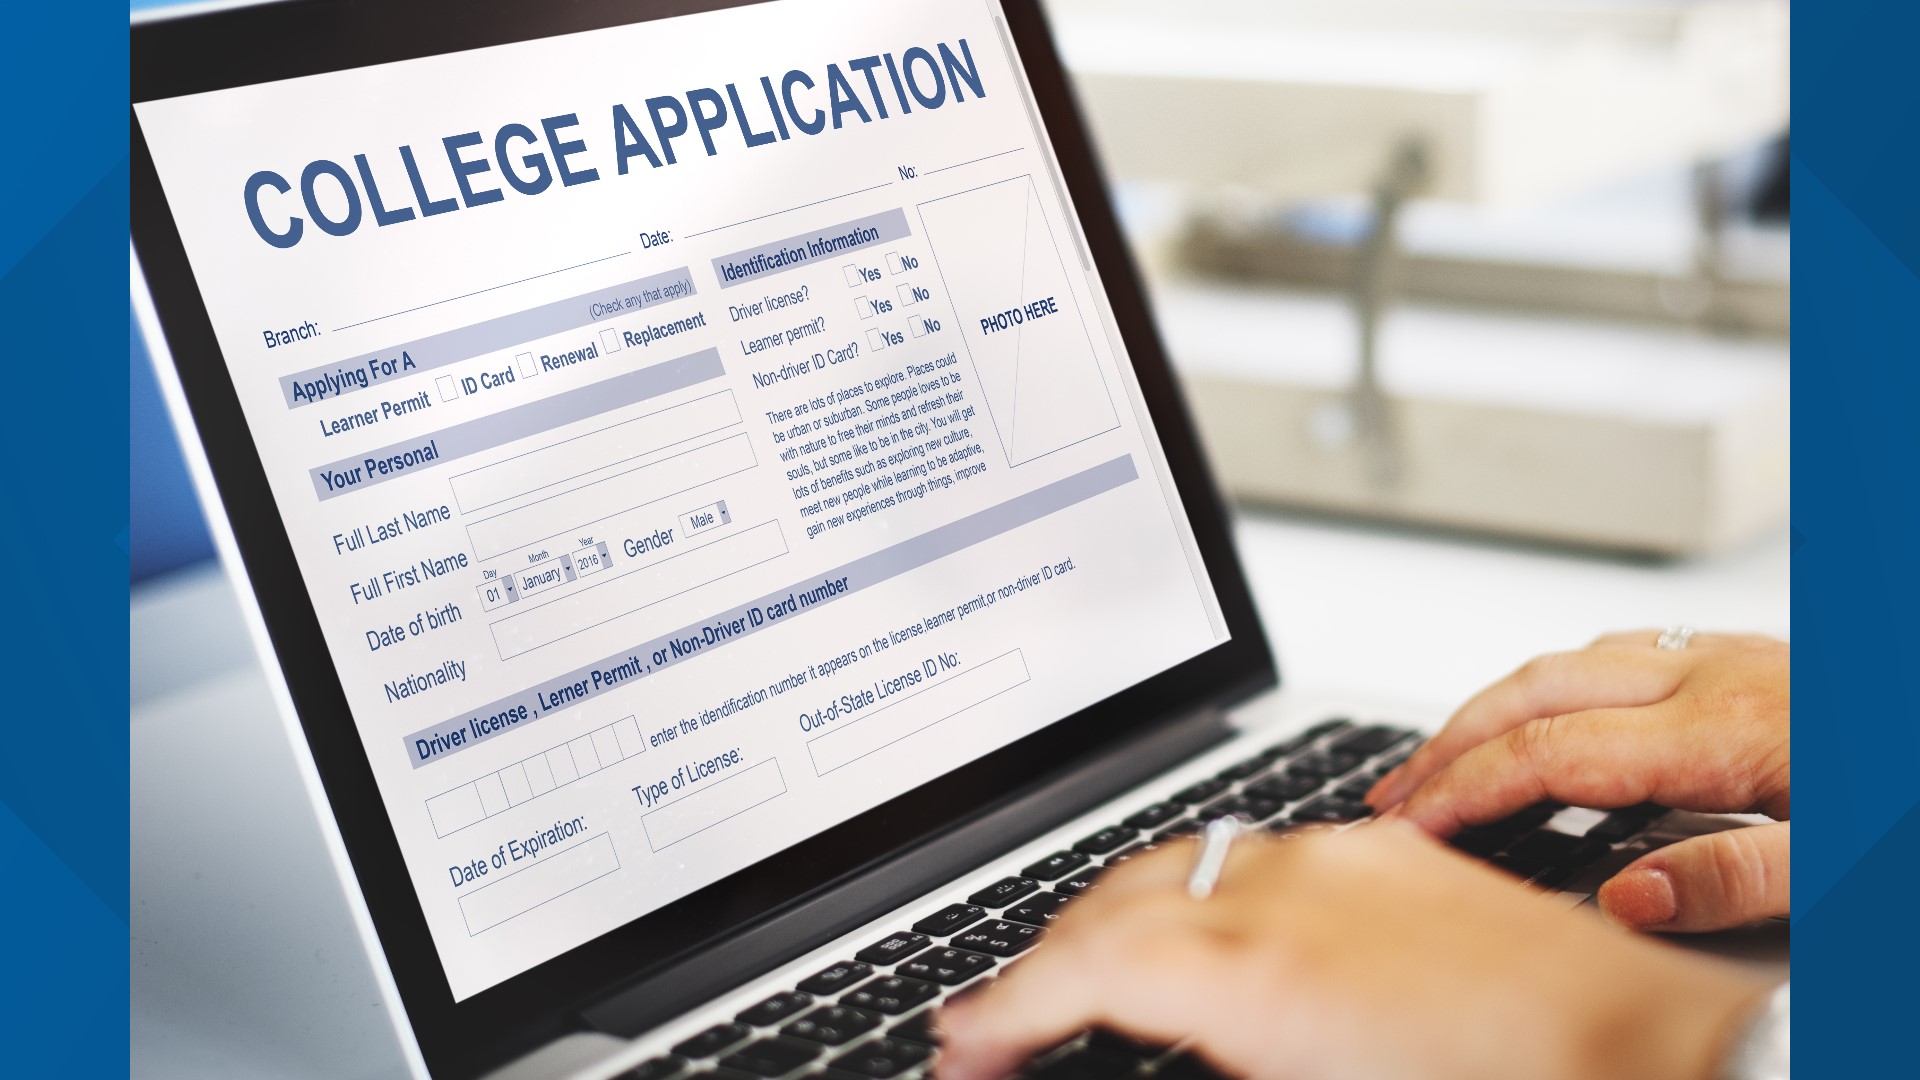 COLLEGE APPLICATION
Branch: Date: No:
Applying For A (Check any that apply)
Learner Permit ID Card Renewal Replacement
Your Personal
Full Last Name
Full First Name
Day Month Year
Date of birth 01 January 2016 Gender Male
Nationality
Identification Information
Driver license? Yes No
Learner permit? Yes No
Non-driver ID Card? Yes No
There are lots of places to explore. Places could
be urban or suburban. Some people loves to be
with nature to free their minds and refresh their
souls, but some like to be in the city. You will get
lots of benefits such as exploring new culture,
meet new people while learning to be adaptive,
gain new experiences through things, improve
PHOTO HERE
Driver license , Lerner Permit , or Non-Driver ID card number
enter the idendification number it appears on the license,learner permit,or non-driver ID card.
Date of Expiration: Type of License: Out-of-State License ID No: